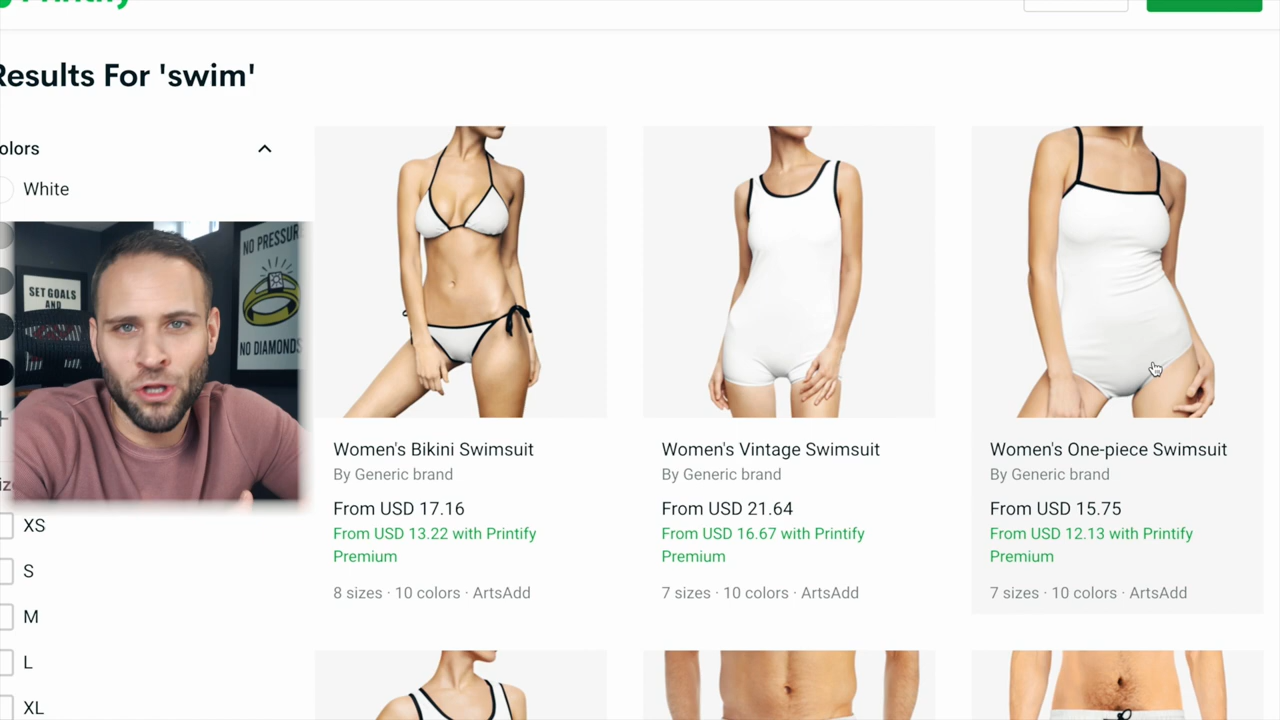 Printify
Results For 'swim'
olors
White
NO PRESSUR
SET GOALS
AND
NO DIAMONDS
XS
S
M
L
XL
Women's Bikini Swimsuit
By Generic brand
From USD 17.16
From USD 13.22 with Printify
Premium
8 sizes · 10 colors · ArtsAdd
Women's Vintage Swimsuit
By Generic brand
From USD 21.64
From USD 16.67 with Printify
Premium
7 sizes · 10 colors · ArtsAdd
Women's One-piece Swimsuit
By Generic brand
From USD 15.75
From USD 12.13 with Printify
Premium
7 sizes · 10 colors · ArtsAdd